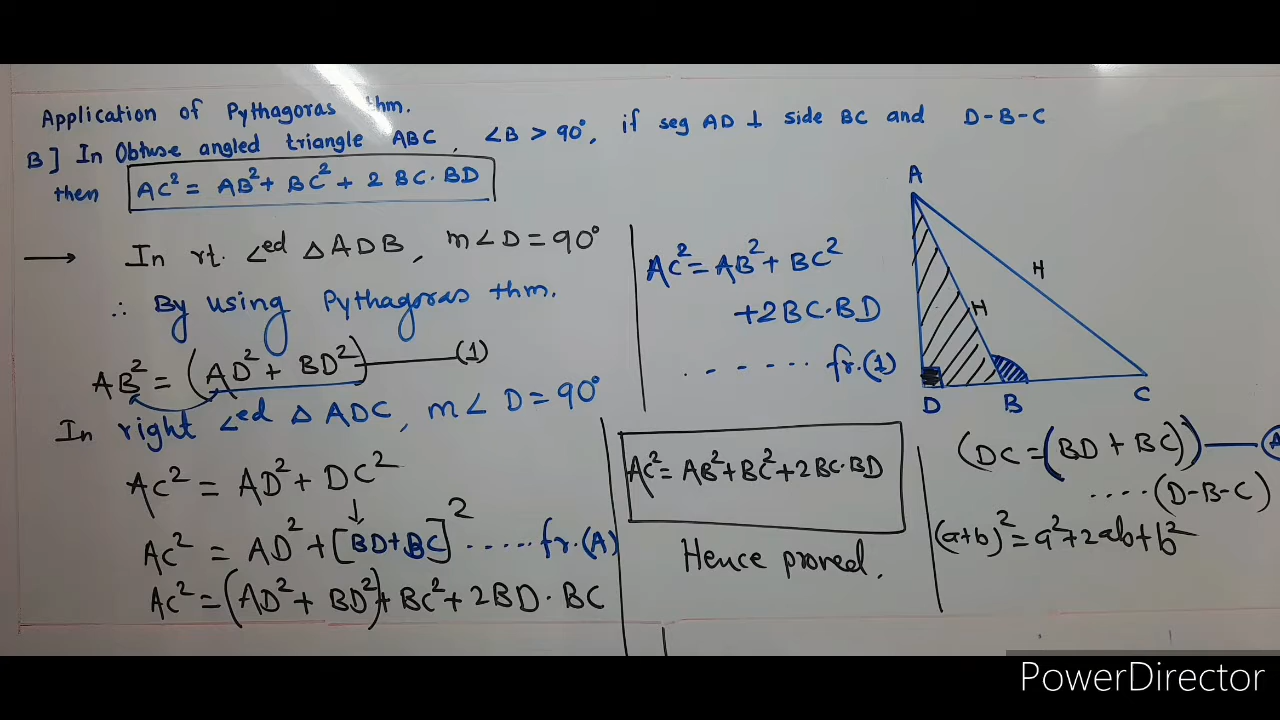 Application of Pythagoras thm.
B] In Obtuse angled triangle ABC, ∠B > 90°, if seg AD ⊥ side BC and D-B-C
then AC² = AB² + BC² + 2 BC·BD
→ In rt. ∠ed △ADB, m∠D = 90°
∴ By using Pythagoras thm.
AB² = (AD² + BD²) — (1)
In right ∠ed △ ADC, m∠ D = 90°
AC² = AD² + DC²
AC² = AD² + [BD+BC]² ..... fr.(A)
AC² = (AD² + BD²) + BC² + 2BD · BC
AC² = AB² + BC²
+2BC·BD
...... fr.(1)
AC² = AB² + BC² + 2BC·BD
Hence proved.
A
H
H
D B C
(DC = (BD + BC)) — (A
.... (D-B-C)
(a+b)² = a² + 2ab + b²
PowerDirector